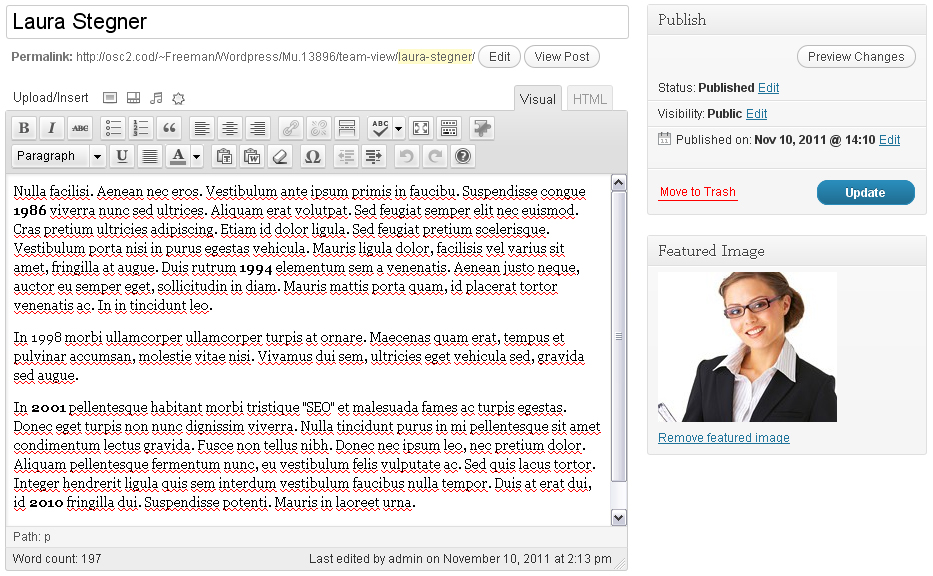 Laura Stegner
Permalink: http://osc2.cod/~Freeman/Wordpress/Mu.13896/team-view/laura-stegner/ Edit View Post
Upload/Insert
Visual HTML
B I ABC ABC
Paragraph U A T W Ω
Nulla facilisi. Aenean nec eros. Vestibulum ante ipsum primis in faucibu. Suspendisse congue
1986 viverra nunc sed ultrices. Aliquam erat volutpat. Sed feugiat semper elit nec euismod.
Cras pretium ultricies adipiscing. Etiam id dolor ligula. Sed feugiat pretium scelerisque.
Vestibulum porta nisi in purus egestas vehicula. Mauris ligula dolor, facilisis vel varius sit
amet, fringilla at augue. Duis rutrum 1994 elementum sem a venenatis. Aenean justo neque,
auctor eu semper eget, sollicitudin in diam. Mauris mattis porta quam, id placerat tortor
venenatis ac. In in tincidunt leo.
In 1998 morbi ullamcorper ullamcorper turpis at ornare. Maecenas quam erat, tempus et
pulvinar accumsan, molestie vitae nisi. Vivamus dui sem, ultricies eget vehicula sed, gravida
sed augue.
In 2001 pellentesque habitant morbi tristique "SEO" et malesuada fames ac turpis egestas.
Donec eget turpis non nunc dignissim viverra. Nulla tincidunt purus in mi pellentesque sit amet
condimentum lectus gravida. Fusce non tellus nibh. Donec nec ipsum leo, nec pretium dolor.
Aliquam pellentesque fermentum nunc, eu vestibulum felis vulputate ac. Sed quis lacus tortor.
Integer hendrerit ligula quis sem interdum vestibulum faucibus nulla tempor. Duis at erat dui,
id 2010 fringilla dui. Suspendisse potenti. Mauris in laoreet urna.
Path: p
Word count: 197 Last edited by admin on November 10, 2011 at 2:13 pm
Publish
Preview Changes
Status: Published Edit
Visibility: Public Edit
Published on: Nov 10, 2011 @ 14:10 Edit
Move to Trash Update
Featured Image
Remove featured image